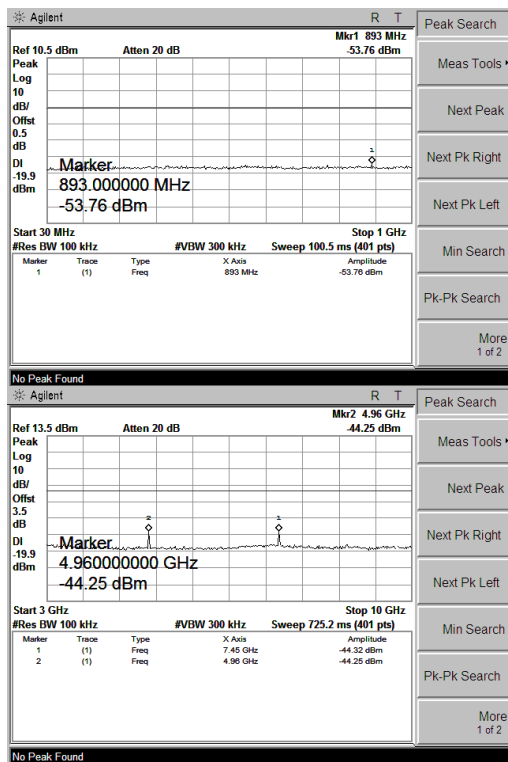 Agilent R T
Peak Search
Mkr1 893 MHz
Ref 10.5 dBm Atten 20 dB -53.76 dBm
Peak
Log
10
dB/
Offst
0.5
dB
DI
-19.9
dBm
1
Marker
893.000000 MHz
-53.76 dBm
Start 30 MHz Stop 1 GHz
#Res BW 100 kHz #VBW 300 kHz Sweep 100.5 ms (401 pts)
Marker Trace Type X Axis Amplitude
1 (1) Freq 893 MHz -53.76 dBm
Meas Tools
Next Peak
Next Pk Right
Next Pk Left
Min Search
Pk-Pk Search
More
1 of 2
No Peak Found
Agilent R T
Peak Search
Mkr2 4.96 GHz
Ref 13.5 dBm Atten 20 dB -44.25 dBm
Peak
Log
10
dB/
Offst
3.5
dB
DI
-19.9
dBm
2 1
Marker
4.960000000 GHz
-44.25 dBm
Start 3 GHz Stop 10 GHz
#Res BW 100 kHz #VBW 300 kHz Sweep 725.2 ms (401 pts)
Marker Trace Type X Axis Amplitude
1 (1) Freq 7.45 GHz -44.32 dBm
2 (1) Freq 4.96 GHz -44.25 dBm
Meas Tools
Next Peak
Next Pk Right
Next Pk Left
Min Search
Pk-Pk Search
More
1 of 2
No Peak Found